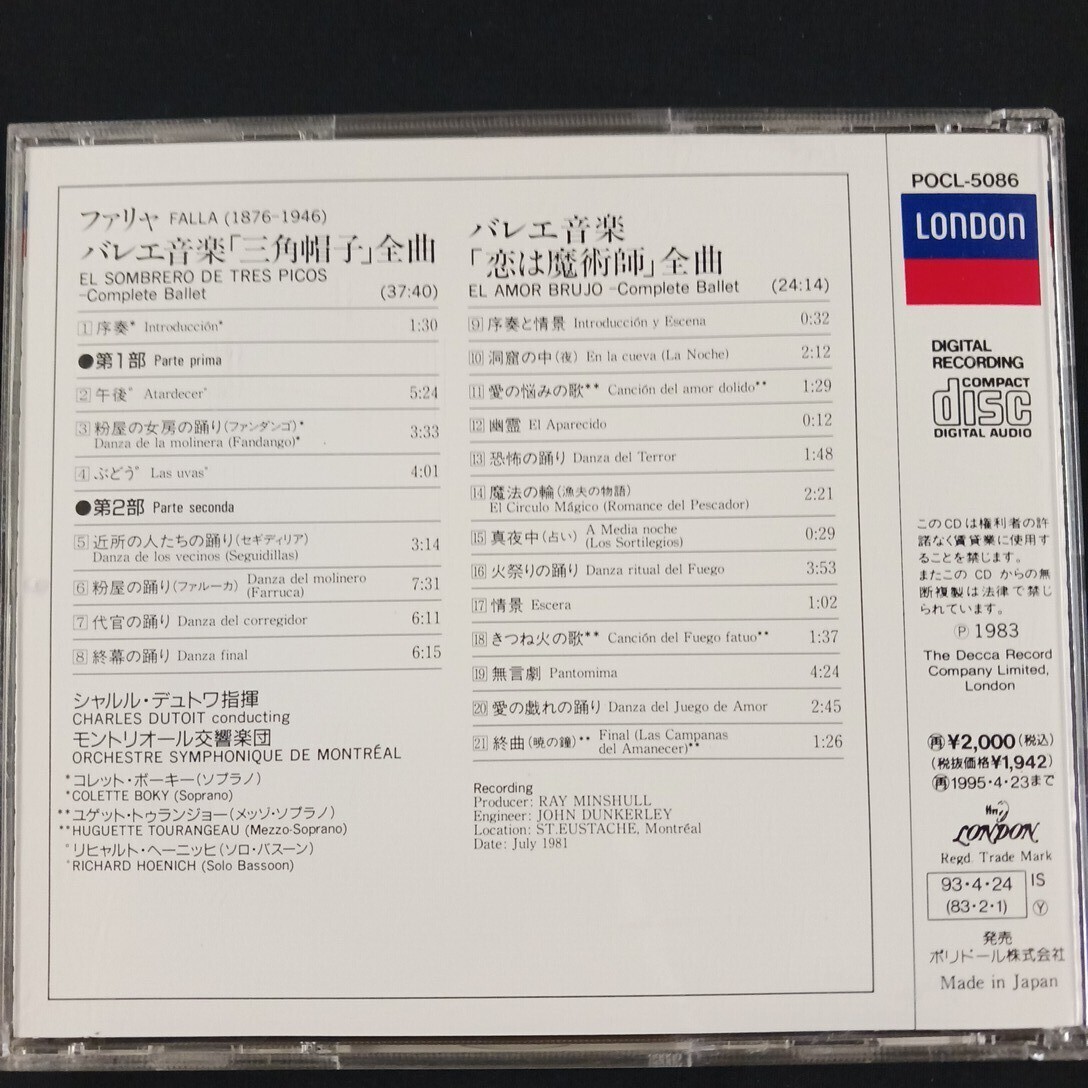 ファリャ FALLA (1876-1946)
バレエ音楽「三角帽子」全曲
EL SOMBRERO DE TRES PICOS
-Complete Ballet (37:40)
1 序奏* Introducción* 1:30
●第1部 Parte prima
2 午後° Atardecer° 5:24
3 粉屋の女房の踊り(ファンダンゴ)* 3:33
Danza de la molinera (Fandango)*
4 ぶどう° Las uvas° 4:01
●第2部 Parte seconda
5 近所の人たちの踊り(セギディリア) 3:14
Danza de los vecinos (Seguidillas)
6 粉屋の踊り(ファルーカ) Danza del molinero 7:31
(Farruca)
7 代官の踊り Danza del corregidor 6:11
8 終幕の踊り Danza final 6:15
シャルル・デュトワ指揮
CHARLES DUTOIT conducting
モントリオール交響楽団
ORCHESTRE SYMPHONIQUE DE MONTRÉAL
*コレット・ボーキー(ソプラノ)
*COLETTE BOKY (Soprano)
**ユゲット・トゥランジョー(メッゾ・ソプラノ)
**HUGUETTE TOURANGEAU (Mezzo-Soprano)
°リヒャルト・ヘーニッヒ(ソロ・バスーン)
°RICHARD HOENICH (Solo Bassoon)
バレエ音楽
「恋は魔術師」全曲
EL AMOR BRUJO -Complete Ballet (24:14)
9 序奏と情景 Introducción y Escena 0:32
10 洞窟の中(夜) En la cueva (La Noche) 2:12
11 愛の悩みの歌** Canción del amor dolido** 1:29
12 幽霊 El Aparecido 0:12
13 恐怖の踊り Danza del Terror 1:48
14 魔法の輪(漁夫の物語) 2:21
El Círculo Mágico (Romance del Pescador)
15 真夜中(占い) A Media noche 0:29
(Los Sortilegios)
16 火祭りの踊り Danza ritual del Fuego 3:53
17 情景 Escera 1:02
18 きつね火の歌** Canción del Fuego fatuo** 1:37
19 無言劇 Pantomima 4:24
20 愛の戯れの踊り Danza del Juego de Amor 2:45
21 終曲(暁の鐘)** Final (Las Campanas 1:26
del Amanecer)**
Recording
Producer: RAY MINSHULL
Engineer: JOHN DUNKERLEY
Location: ST.EUSTACHE, Montréal
Date: July 1981
POCL-5086
LONDON
DIGITAL
RECORDING
COMPACT
disc
DIGITAL AUDIO
このCDは権利者の許
諾なく賃貸業に使用す
ることを禁じます。
またこの CD からの無
断複製は法律で禁じ
られています。
Ⓟ 1983
The Decca Record
Company Limited,
London
再¥2,000(税込)
(税抜価格¥1,942)
再1995・4・23まで
LONDON
Regd. Trade Mark
93・4・24 IS
(83・2・1) Ⓨ
発売
ポリドール株式会社
Made in Japan